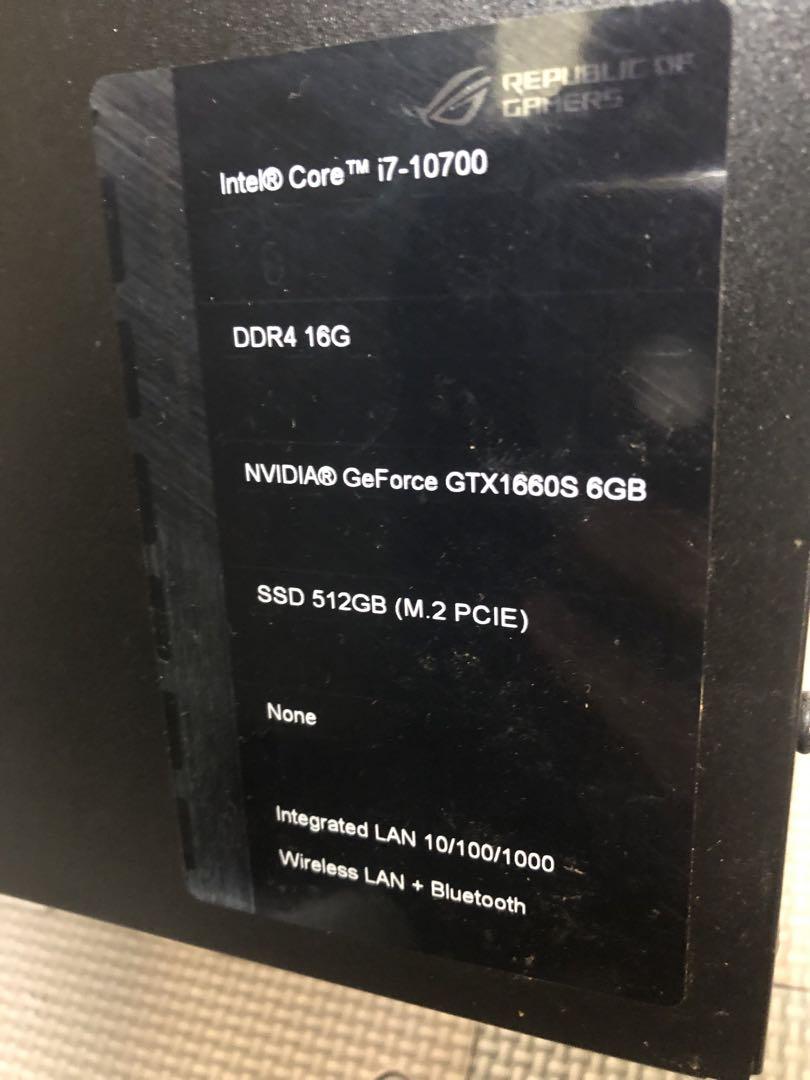 REPUBLIC OF
GAMERS
Intel® Core™ i7-10700
DDR4 16G
NVIDIA® GeForce GTX1660S 6GB
SSD 512GB (M.2 PCIE)
None
Integrated LAN 10/100/1000
Wireless LAN + Bluetooth